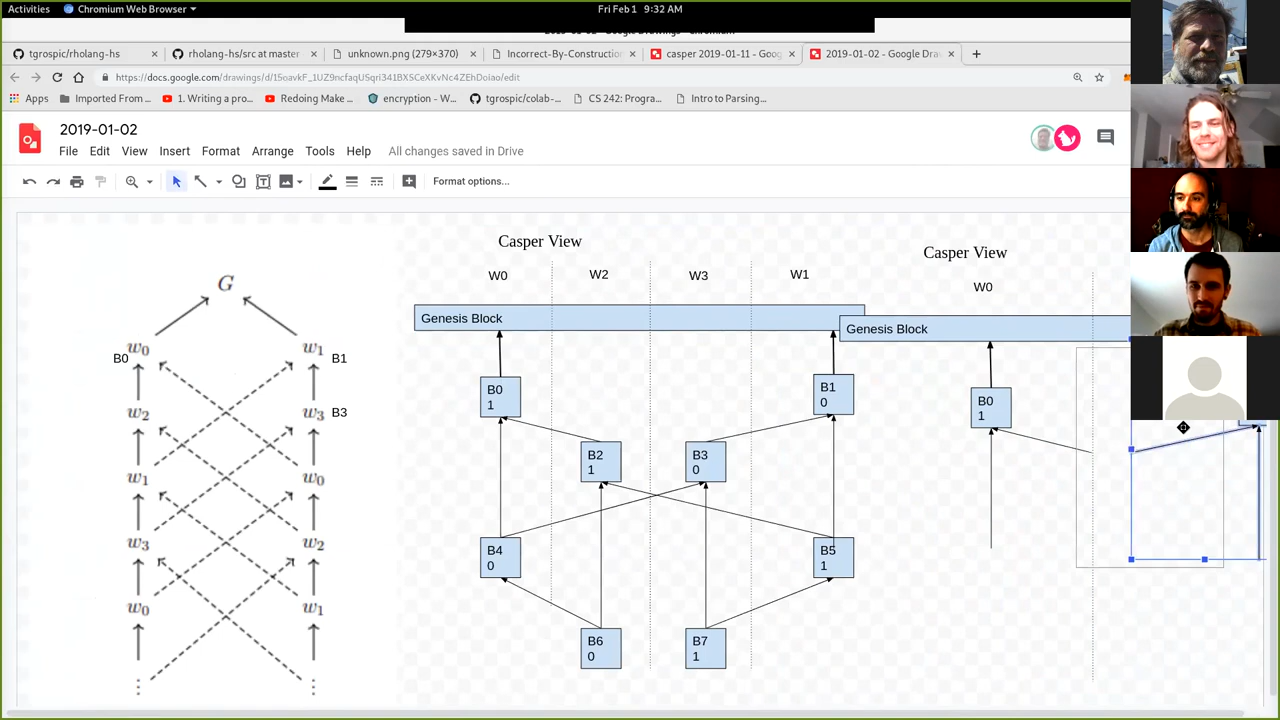 Activities Chromium Web Browser Fri Feb 1 9:32 AM
tgrospic/rholang-hs rholang-hs/src at master unknown.png (279×370) Incorrect-By-Construction casper 2019-01-11 - Goog 2019-01-02 - Google Dra
https://docs.google.com/drawings/d/15oavkF_1UZ9ncfaqUSqri341BX5CeXKvNc4ZEhDoiao/edit
Apps Imported From ... 1. Writing a pro... Redoing Make ... encryption - W... tgrospic/colab-... CS 242: Progra... Intro to Parsing...
2019-01-02
File Edit View Insert Format Arrange Tools Help All changes saved in Drive
Format options...
G
w0 w1
B0 B1
w2 w3 B3
w1 w0
w3 w2
w0 w1
⋮ ⋮
Casper View
W0 W2 W3 W1
Genesis Block
B0
1
B1
0
B2
1
B3
0
B4
0
B5
1
B6
0
B7
1
Casper View
W0
Genesis Block
B0
1